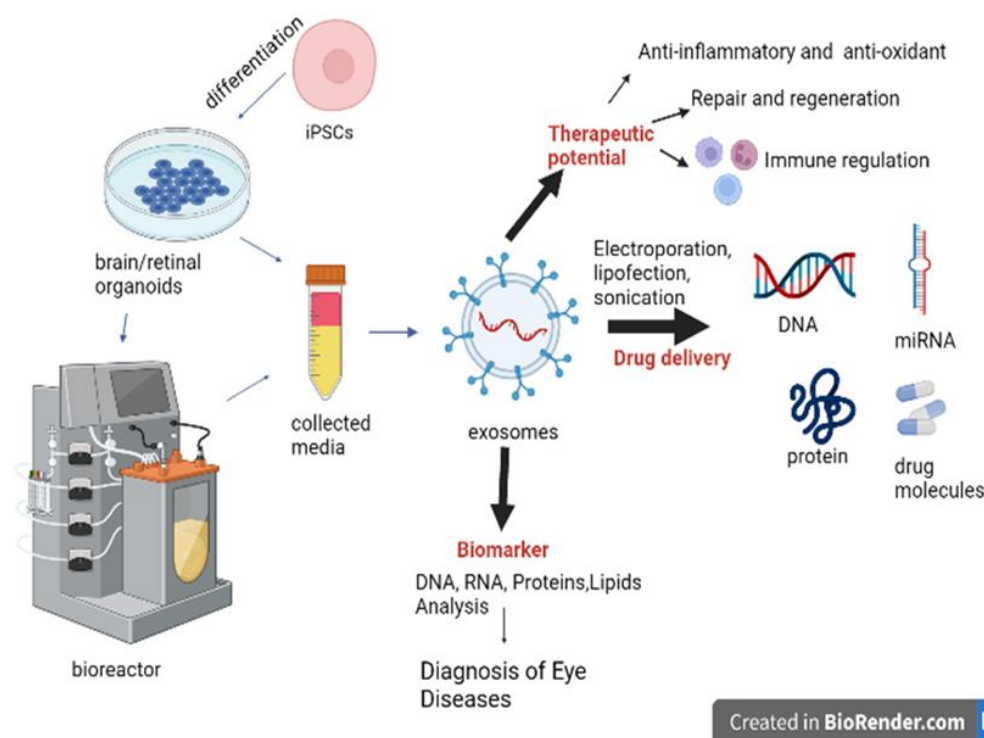 differentiation
iPSCs
brain/retinal
organoids
bioreactor
collected
media
exosomes
Therapeutic
potential
Anti-inflammatory and anti-oxidant
Repair and regeneration
Immune regulation
Electroporation,
lipofection,
sonication
Drug delivery
DNA
miRNA
protein
drug
molecules
Biomarker
DNA, RNA, Proteins,Lipids
Analysis
Diagnosis of Eye
Diseases
Created in BioRender.com